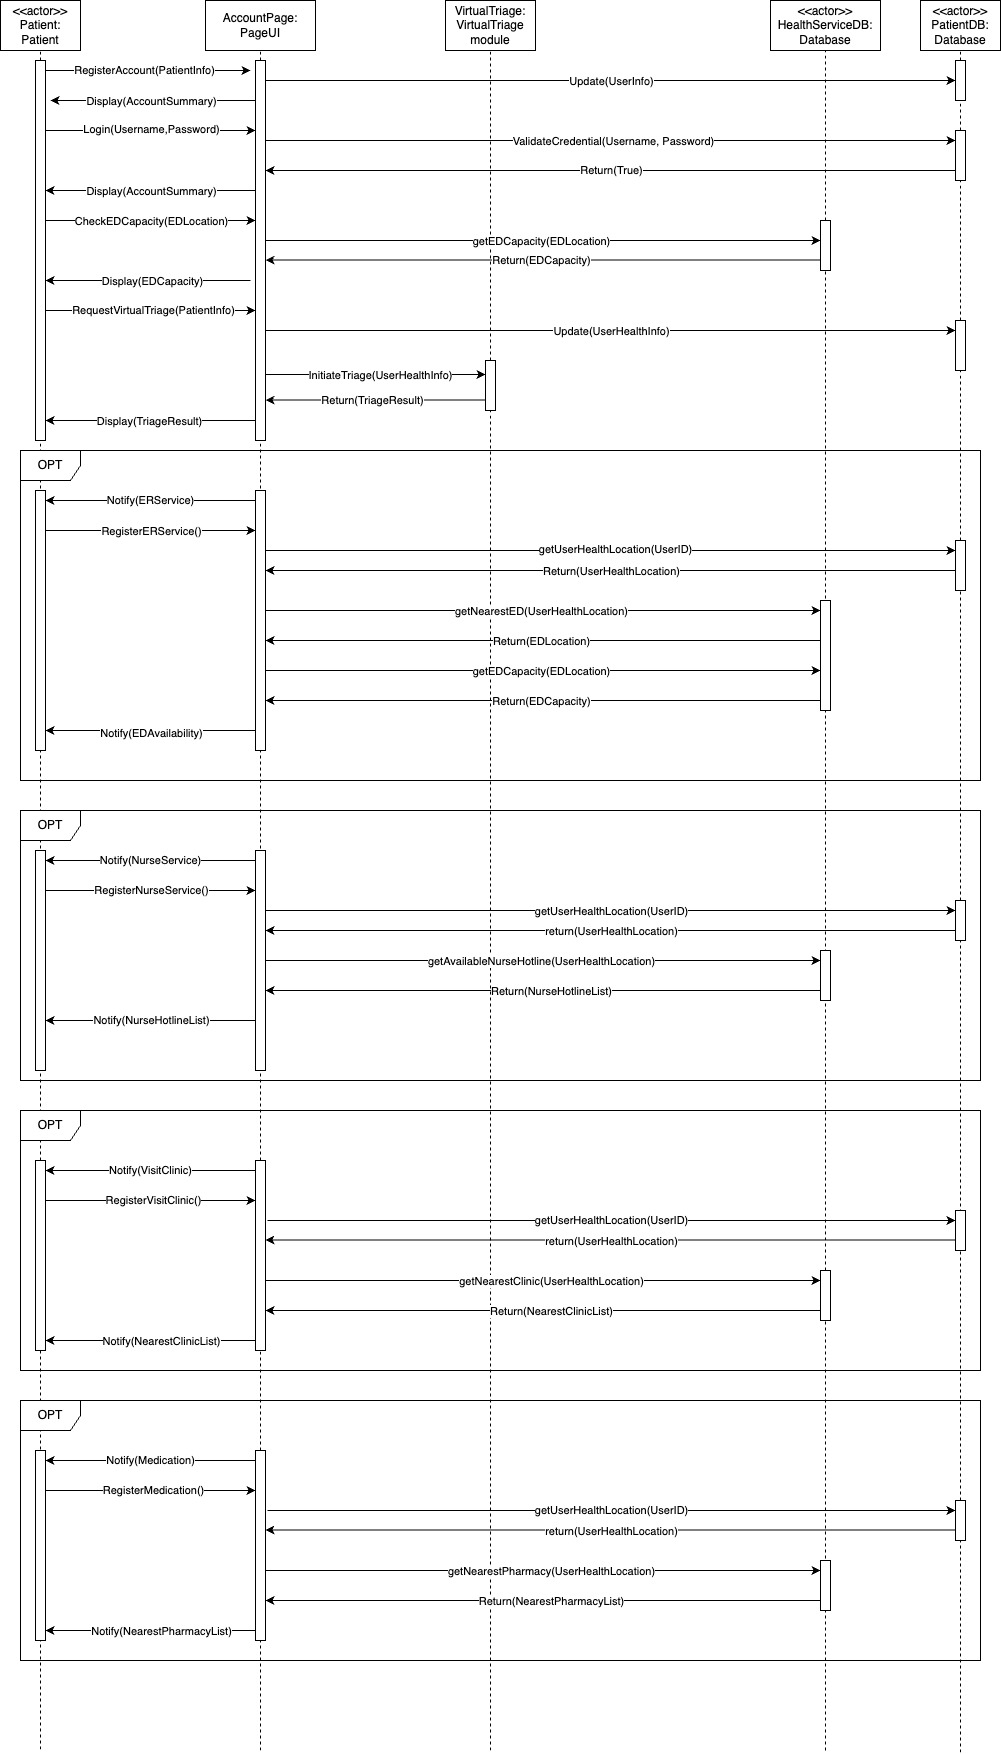 <<actor>>
Patient:
Patient
AccountPage:
PageUI
VirtualTriage:
VirtualTriage
module
<<actor>>
HealthServiceDB:
Database
<<actor>>
PatientDB:
Database
RegisterAccount(PatientInfo)
Update(UserInfo)
Display(AccountSummary)
Login(Username,Password)
ValidateCredential(Username, Password)
Return(True)
Display(AccountSummary)
CheckEDCapacity(EDLocation)
getEDCapacity(EDLocation)
Return(EDCapacity)
Display(EDCapacity)
RequestVirtualTriage(PatientInfo)
Update(UserHealthInfo)
InitiateTriage(UserHealthInfo)
Return(TriageResult)
Display(TriageResult)
OPT
Notify(ERService)
RegisterERService()
getUserHealthLocation(UserID)
Return(UserHealthLocation)
getNearestED(UserHealthLocation)
Return(EDLocation)
getEDCapacity(EDLocation)
Return(EDCapacity)
Notify(EDAvailability)
OPT
Notify(NurseService)
RegisterNurseService()
getUserHealthLocation(UserID)
return(UserHealthLocation)
getAvailableNurseHotline(UserHealthLocation)
Return(NurseHotlineList)
Notify(NurseHotlineList)
OPT
Notify(VisitClinic)
RegisterVisitClinic()
getUserHealthLocation(UserID)
return(UserHealthLocation)
getNearestClinic(UserHealthLocation)
Return(NearestClinicList)
Notify(NearestClinicList)
OPT
Notify(Medication)
RegisterMedication()
getUserHealthLocation(UserID)
return(UserHealthLocation)
getNearestPharmacy(UserHealthLocation)
Return(NearestPharmacyList)
Notify(NearestPharmacyList)